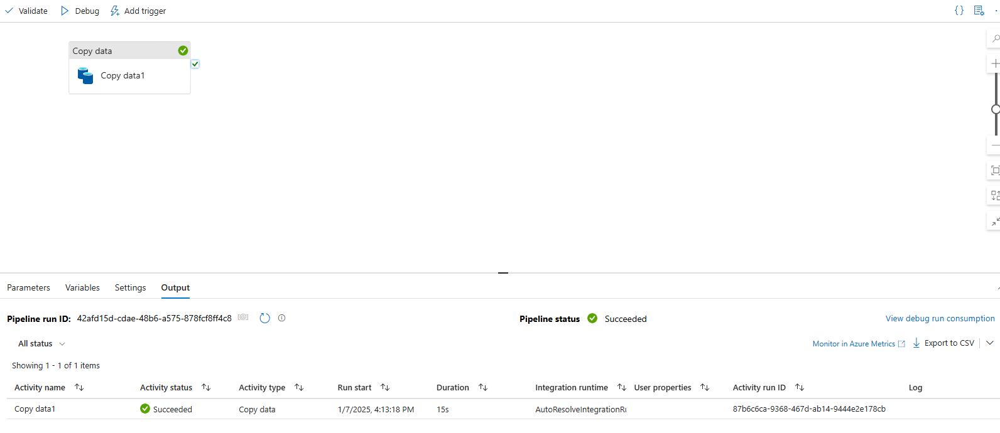 Validate Debug Add trigger {}
Copy data
Copy data1
Parameters Variables Settings Output
Pipeline run ID: 42afd15d-cdae-48b6-a575-878fcf8ff4c8 [@] Pipeline status Succeeded View debug run consumption
All status Monitor in Azure Metrics Export to CSV
Showing 1 - 1 of 1 items
Activity name Activity status Activity type Run start Duration Integration runtime User properties Activity run ID Log
Copy data1 Succeeded Copy data 1/7/2025, 4:13:18 PM 15s AutoResolveIntegrationRu 87b6c6ca-9368-467d-ab14-9444e2e178cb